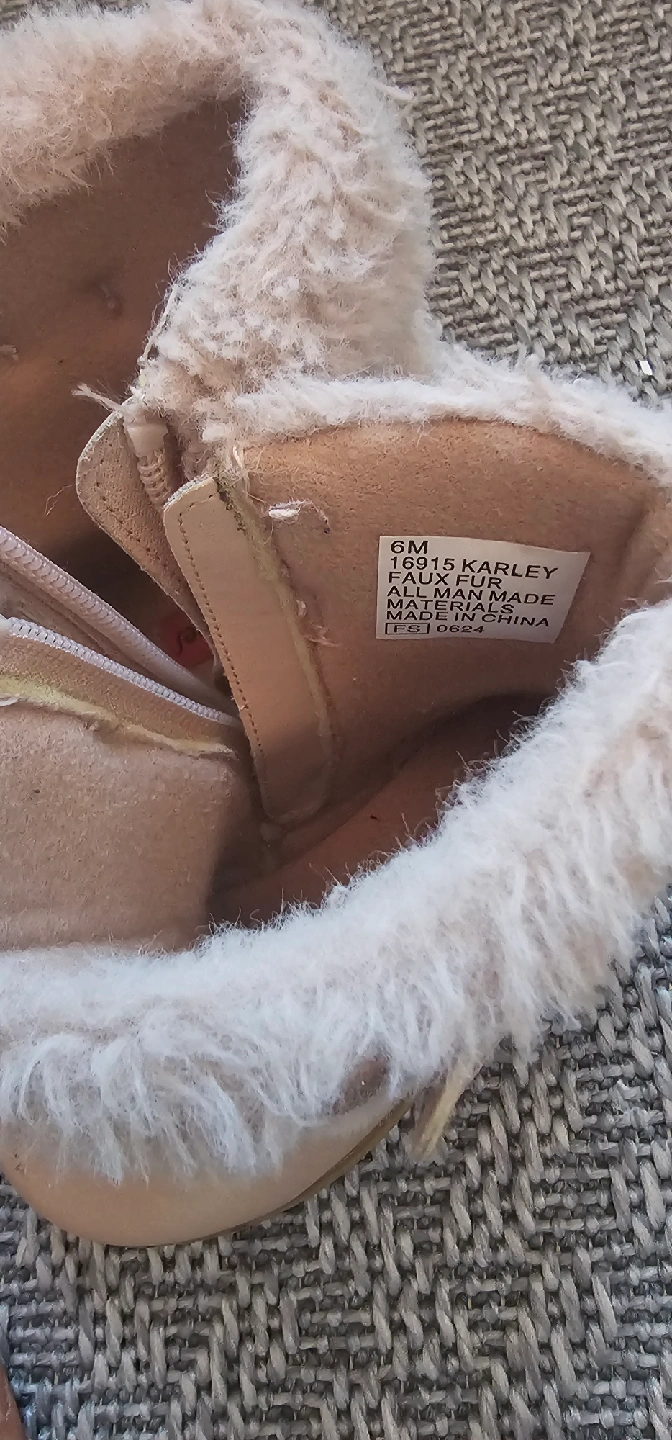 6M
16915 KARLEY
FAUX FUR
ALL MAN MADE
MATERIALS
MADE IN CHINA
FS 0624